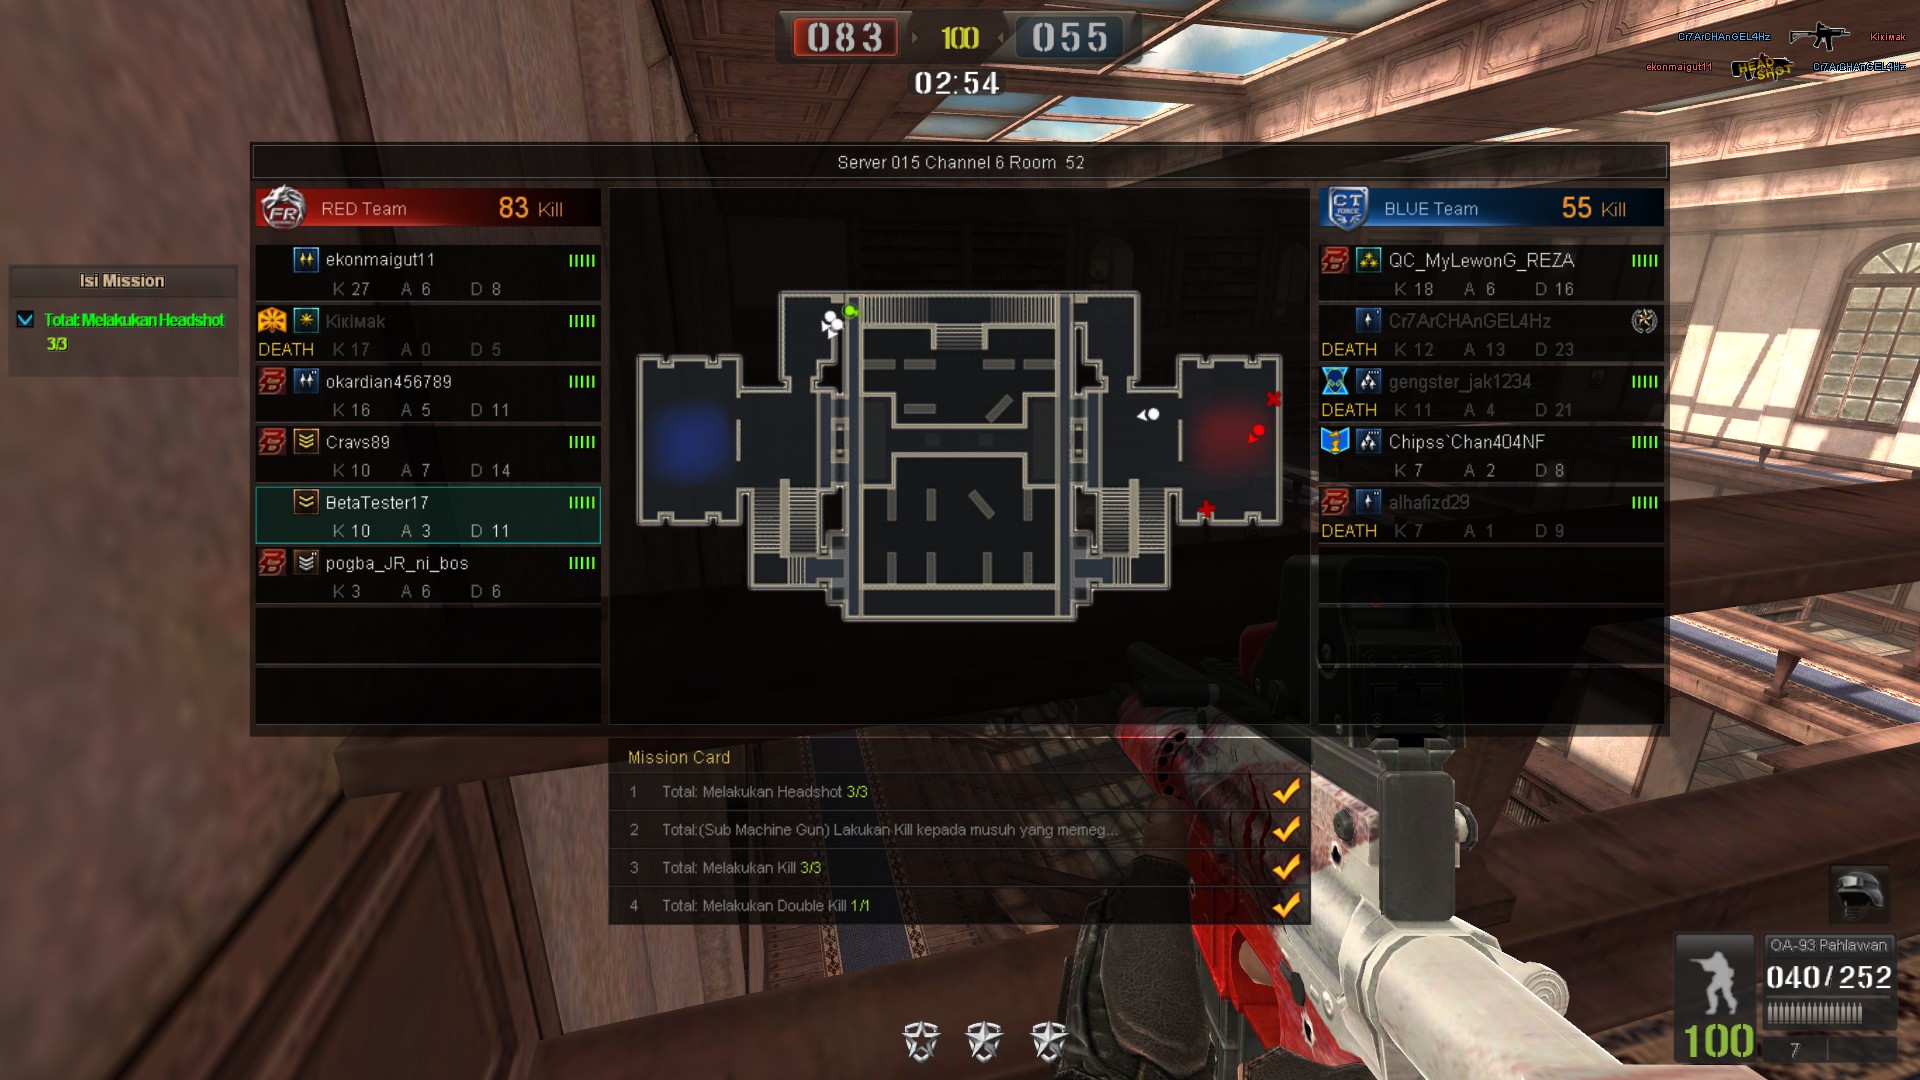 083 100 055
02:54
Cr7ArCHAnGEL4Hz Kikimak
ekonmaigut11 HEAD SHOT Cr7ArCHAnGEL4Hz
Server 015 Channel 6 Room 52
Isi Mission
Total: Melakukan Headshot
3/3
FR RED Team 83 Kill
ekonmaigut11
K 27 A 6 D 8
Kikimak
DEATH K 17 A 0 D 5
okardian456789
K 16 A 5 D 11
Cravs89
K 10 A 7 D 14
BetaTester17
K 10 A 3 D 11
pogba_JR_ni_bos
K 3 A 6 D 6
CT FORCE BLUE Team 55 Kill
QC_MyLewonG_REZA
K 18 A 6 D 16
Cr7ArCHAnGEL4Hz
DEATH K 12 A 13 D 23
gengster_jak1234
DEATH K 11 A 4 D 21
Chipss`Chan404NF
K 7 A 2 D 8
alhafizd29
DEATH K 7 A 1 D 9
Mission Card
1 Total: Melakukan Headshot 3/3
2 Total:(Sub Machine Gun) Lakukan Kill kepada musuh yang memeg...
3 Total: Melakukan Kill 3/3
4 Total: Melakukan Double Kill 1/1
OA-93 Pahlawan
040/252
100
7